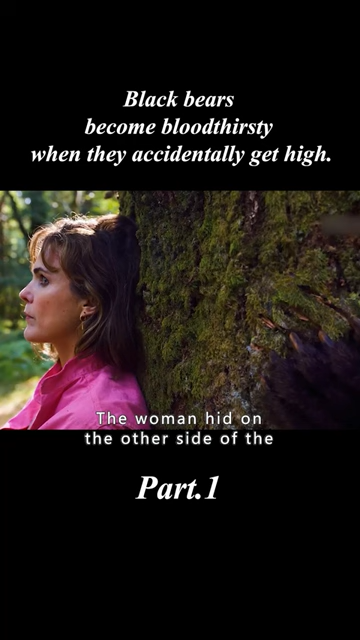 Black bears
become bloodthirsty
when they accidentally get high.
The woman hid on
the other side of the
Part.1